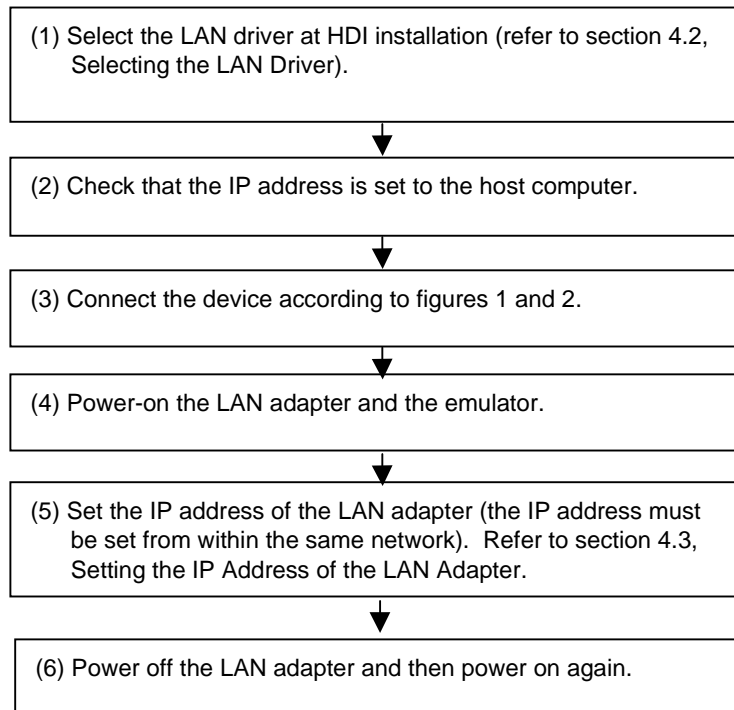 (1) Select the LAN driver at HDI installation (refer to section 4.2,
Selecting the LAN Driver).
(2) Check that the IP address is set to the host computer.
(3) Connect the device according to figures 1 and 2.
(4) Power-on the LAN adapter and the emulator.
(5) Set the IP address of the LAN adapter (the IP address must
be set from within the same network).  Refer to section 4.3,
Setting the IP Address of the LAN Adapter.
(6) Power off the LAN adapter and then power on again.